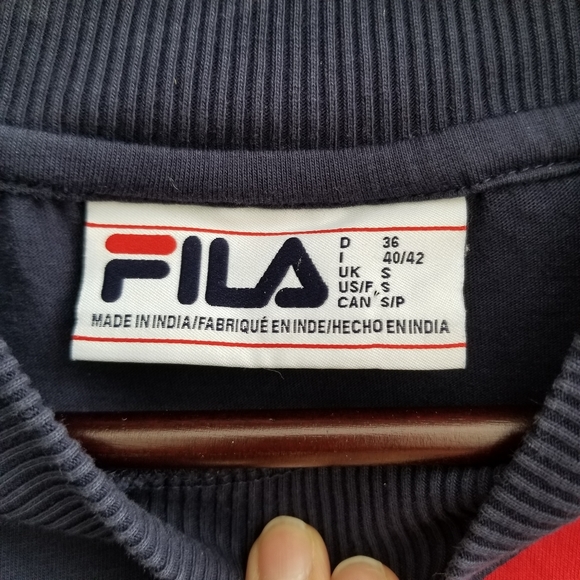 FILA
D 36
I 40/42
UK S
US/F„ S
CAN S/P
MADE IN INDIA/FABRIQUÉ EN INDE/HECHO EN INDIA